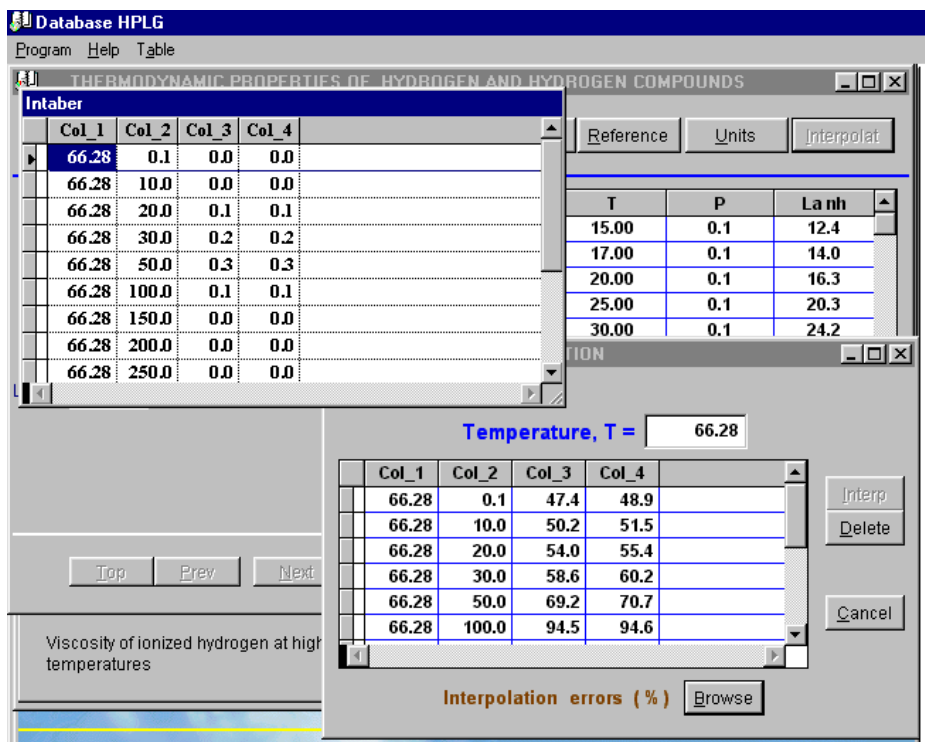 Database HPLG
Program Help Table
THERMODYNAMIC PROPERTIES OF HYDROGEN AND HYDROGEN COMPOUNDS
Intaber
Col_1 Col_2 Col_3 Col_4
66.28 0.1 0.0 0.0
66.28 10.0 0.0 0.0
66.28 20.0 0.1 0.1
66.28 30.0 0.2 0.2
66.28 50.0 0.3 0.3
66.28 100.0 0.1 0.1
66.28 150.0 0.0 0.0
66.28 200.0 0.0 0.0
66.28 250.0 0.0 0.0
Reference Units Interpolat
T P La nh
15.00 0.1 12.4
17.00 0.1 14.0
20.00 0.1 16.3
25.00 0.1 20.3
30.00 0.1 24.2
TION
Temperature, T = 66.28
Col_1 Col_2 Col_3 Col_4
66.28 0.1 47.4 48.9
66.28 10.0 50.2 51.5
66.28 20.0 54.0 55.4
66.28 30.0 58.6 60.2
66.28 50.0 69.2 70.7
66.28 100.0 94.5 94.6
Interp
Delete
Cancel
Interpolation errors ( % ) Browse
Top Prev Next
Viscosity of ionized hydrogen at high
temperatures